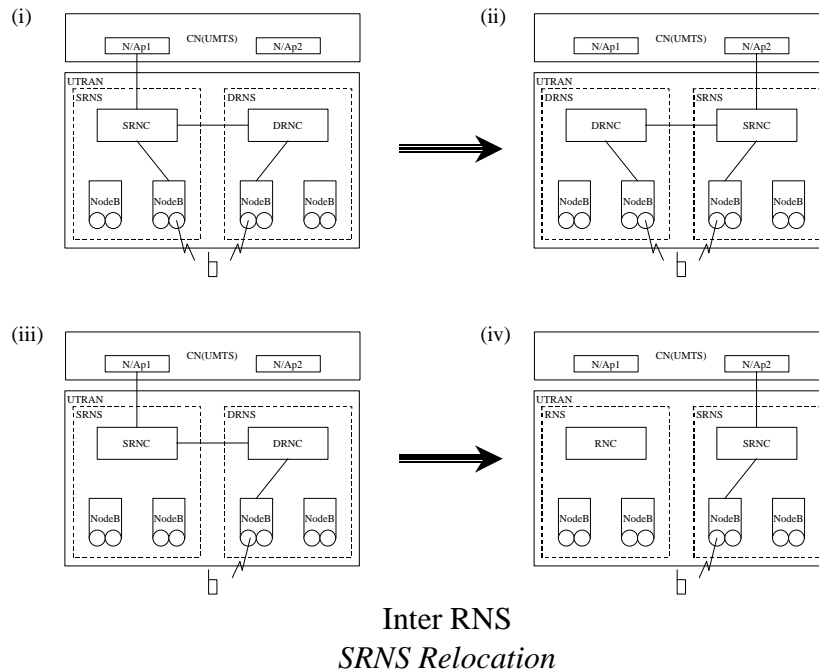 (i)
CN(UMTS)
N/Ap1
N/Ap2
UTRAN
SRNS
DRNS
SRNC
DRNC
NodeB
NodeB
NodeB
NodeB
(ii)
CN(UMTS)
N/Ap1
N/Ap2
UTRAN
DRNS
SRNS
DRNC
SRNC
NodeB
NodeB
NodeB
NodeB
(iii)
CN(UMTS)
N/Ap1
N/Ap2
UTRAN
SRNS
DRNS
SRNC
DRNC
NodeB
NodeB
NodeB
NodeB
(iv)
CN(UMTS)
N/Ap1
N/Ap2
UTRAN
RNS
SRNS
RNC
SRNC
NodeB
NodeB
NodeB
NodeB
Inter RNS
SRNS Relocation